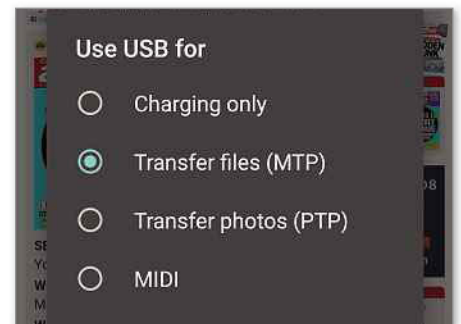 Use USB for
Charging only
Transfer files (MTP)
Transfer photos (PTP)
MIDI